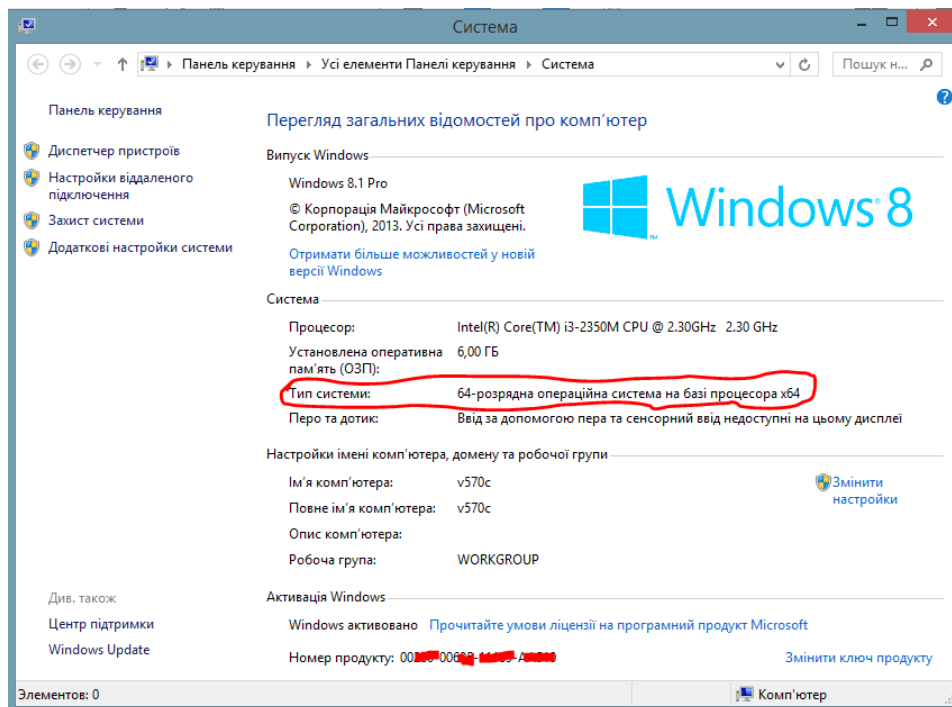 Система
Панель керування ▸ Усі елементи Панелі керування ▸ Система
Пошук н...
Панель керування
Диспетчер пристроїв
Настройки віддаленого
підключення
Захист системи
Додаткові настройки системи
Перегляд загальних відомостей про комп'ютер
Випуск Windows
Windows 8.1 Pro
© Корпорація Майкрософт (Microsoft
Corporation), 2013. Усі права захищені.
Отримати більше можливостей у новій
версії Windows
Windows 8
Система
Процесор: Intel(R) Core(TM) i3-2350M CPU @ 2.30GHz 2.30 GHz
Установлена оперативна 6,00 ГБ
пам'ять (ОЗП):
Тип системи: 64-розрядна операційна система на базі процесора x64
Перо та дотик: Ввід за допомогою пера та сенсорний ввід недоступні на цьому дисплеї
Настройки імені комп'ютера, домену та робочої групи
Ім'я комп'ютера: v570c
Змінити
настройки
Повне ім'я комп'ютера: v570c
Опис комп'ютера:
Робоча група: WORKGROUP
Активація Windows
Windows активовано Прочитайте умови ліцензії на програмний продукт Microsoft
Номер продукту:
Змінити ключ продукту
Див. також
Центр підтримки
Windows Update
Элементов: 0
Комп'ютер